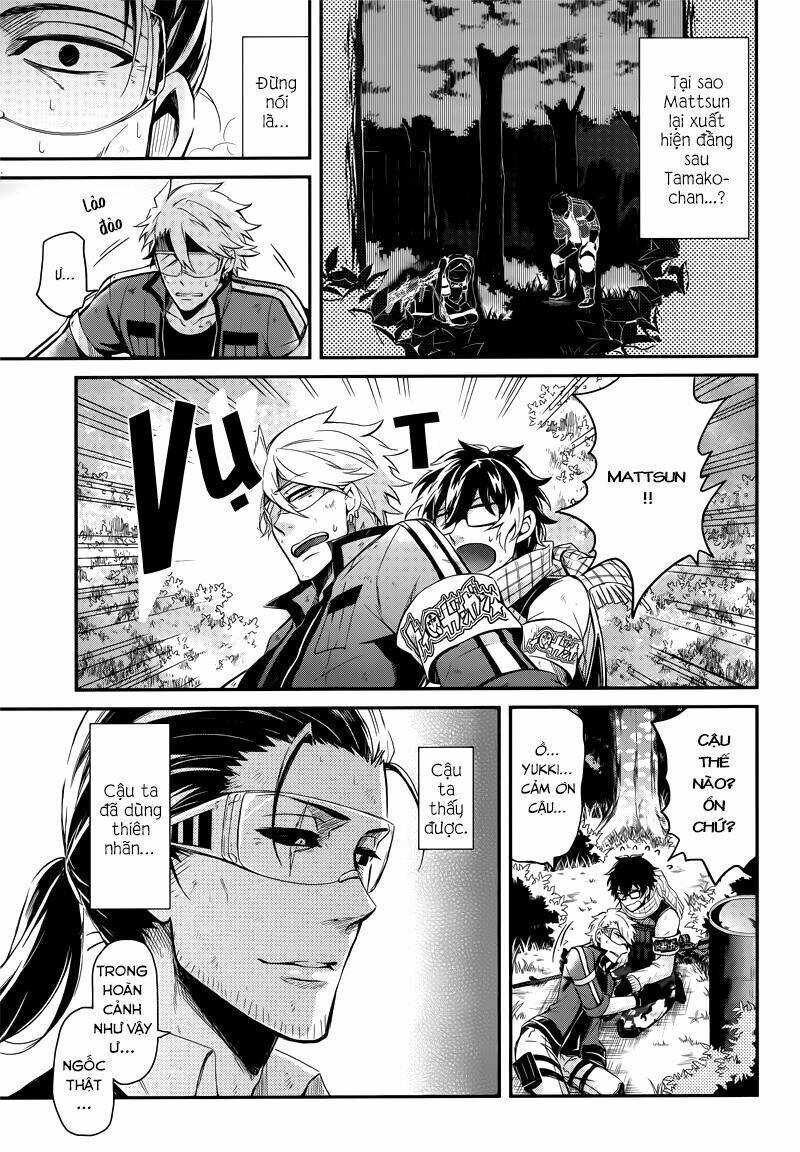 Tại sao
Mattsun
lại xuất
hiện đằng
sau
Tamako-
chan...?
Đừng
nói
là...
Lảo
đảo
Ư...
MATTSUN
!!
VỤT
CẬU
THẾ
NÀO?
ỔN
CHỨ?
Ồ...
YUKKI...
CẢM ƠN
CẬU...
Cậu
ta
thấy
được.
Cậu ta
đã dùng
thiên
nhãn...
TRONG
HOÀN
CẢNH
NHƯ VẬY
Ư...
NGỐC
THẬT
...